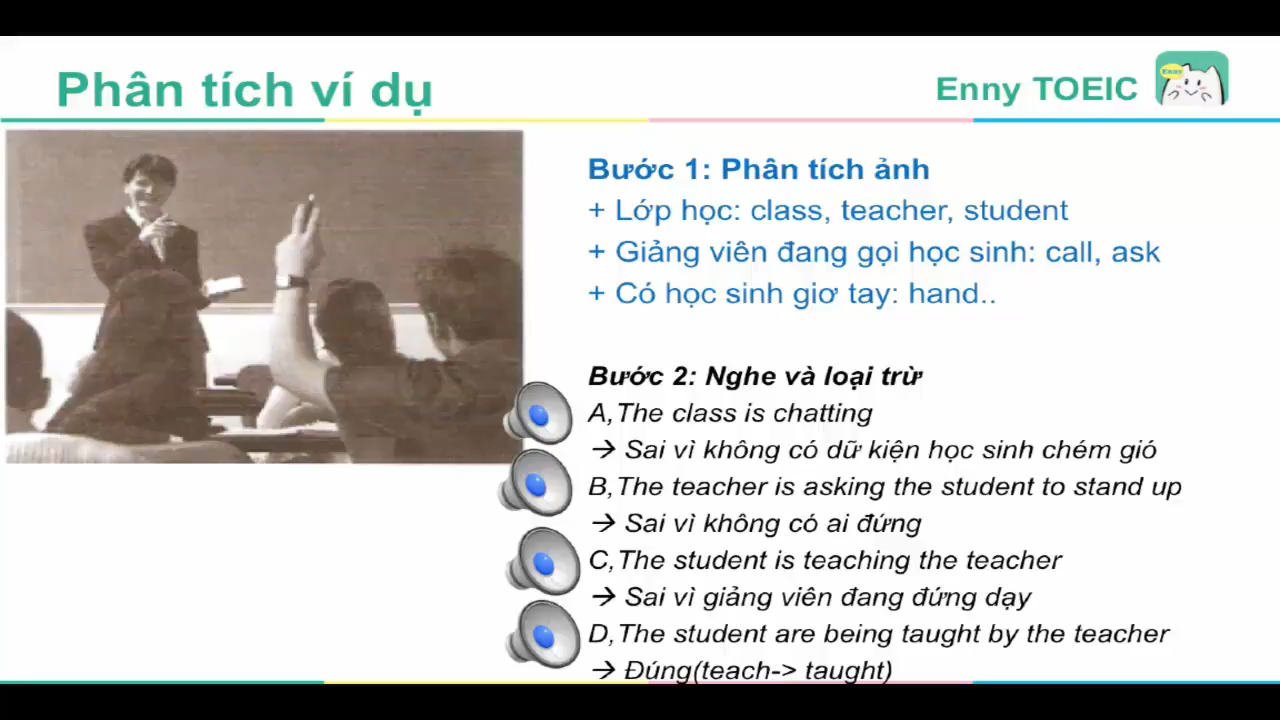 Phân tích ví dụ
Enny TOEIC
Enny
Bước 1: Phân tích ảnh
+ Lớp học: class, teacher, student
+ Giảng viên đang gọi học sinh: call, ask
+ Có học sinh giơ tay: hand..
Bước 2: Nghe và loại trừ
A,The class is chatting
→ Sai vì không có dữ kiện học sinh chém gió
B,The teacher is asking the student to stand up
→ Sai vì không có ai đứng
C,The student is teaching the teacher
→ Sai vì giảng viên đang đứng dạy
D,The student are being taught by the teacher
→ Đúng(teach-> taught)